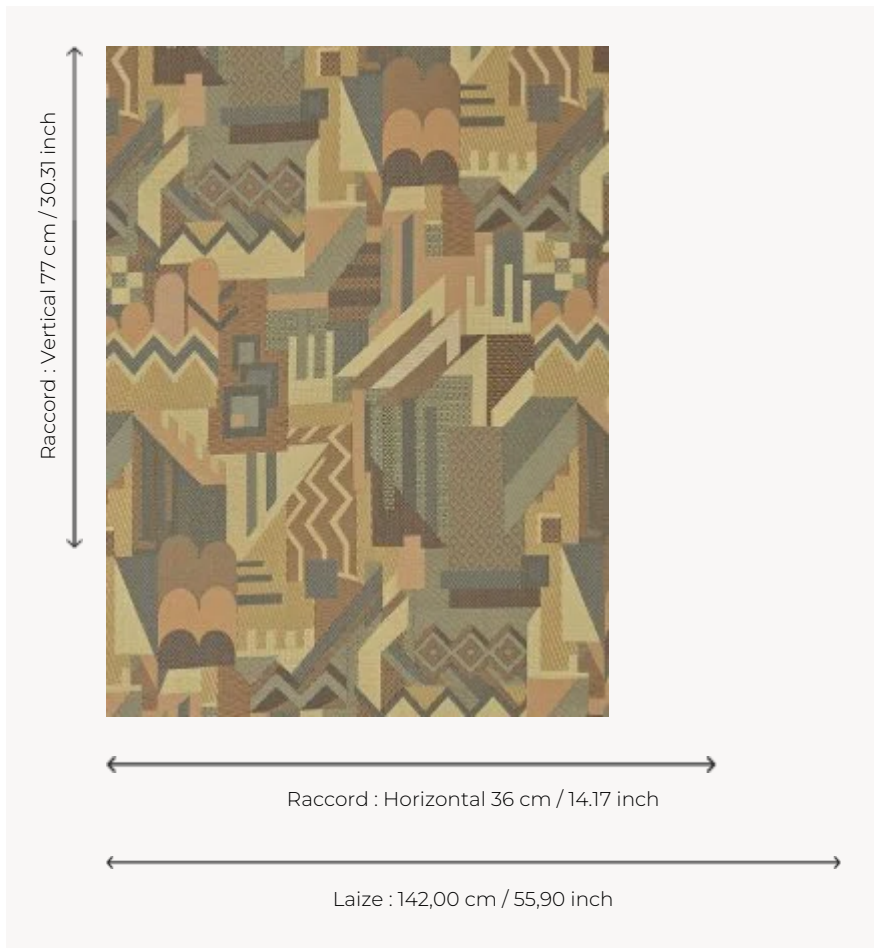 Raccord : Vertical 77 cm / 30.31 inch
Raccord : Horizontal 36 cm / 14.17 inch
Laize : 142,00 cm / 55,90 inch